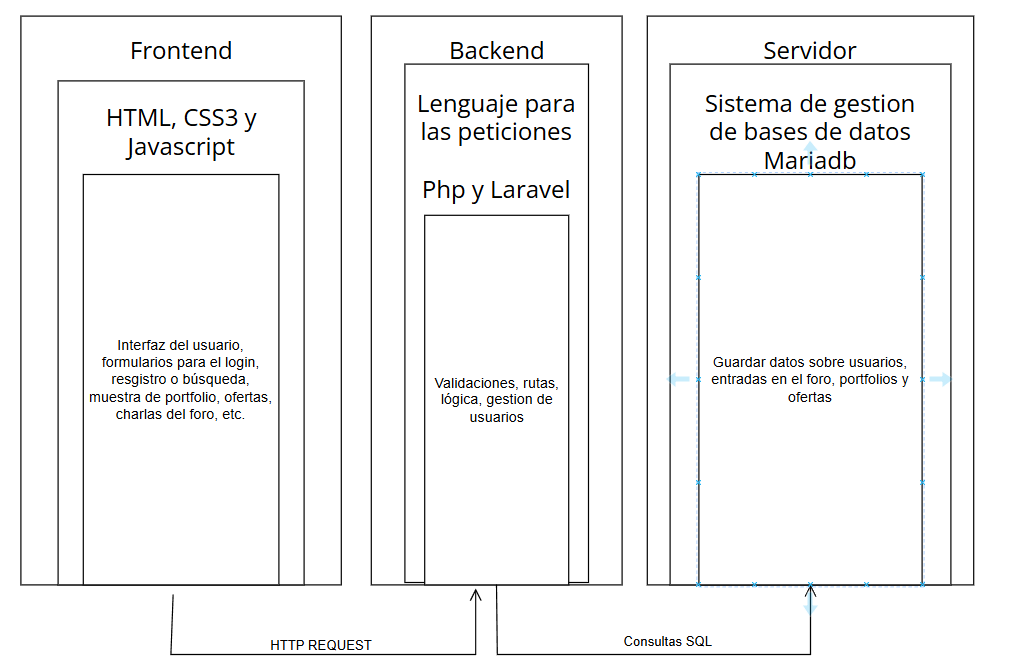 Frontend
HTML, CSS3 y
Javascript
Interfaz del usuario,
formularios para el login,
resgistro o búsqueda,
muestra de portfolio, ofertas,
charlas del foro, etc.
Backend
Lenguaje para
las peticiones
Php y Laravel
Validaciones, rutas,
lógica, gestion de
usuarios
Servidor
Sistema de gestion
de bases de datos
Mariadb
Guardar datos sobre usuarios,
entradas en el foro, portfolios y
ofertas
HTTP REQUEST
Consultas SQL